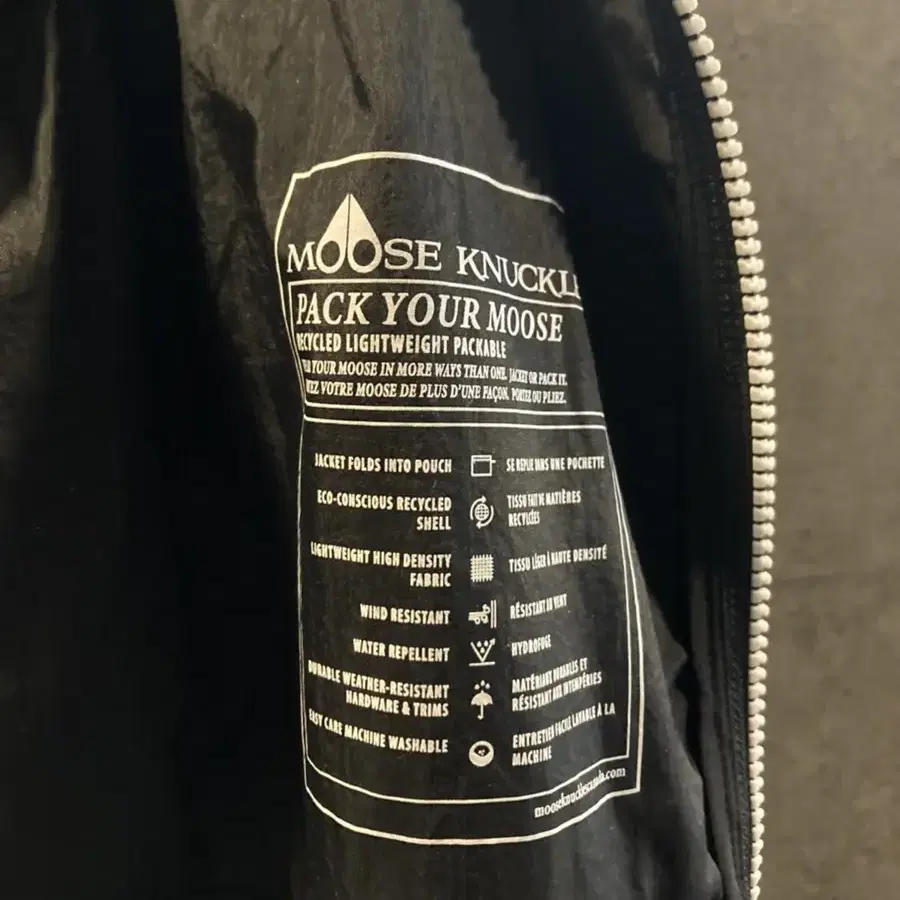 MOOSE KNUCKLE
PACK YOUR MOOSE
RECYCLED LIGHTWEIGHT PACKABLE
YOUR MOOSE IN MORE WAYS THAN ONE. JACKET OR PACK IT.
VOTRE MOOSE DE PLUS D'UNE FAÇON. PORTEZ OU PLIEZ.
JACKET FOLDS INTO POUCH
SE REPLIE DANS UNE POCHETTE
ECO-CONSCIOUS RECYCLED
SHELL
TISSU FAIT DE MATIÈRES
RECYCLÉES
LIGHTWEIGHT HIGH DENSITY
FABRIC
TISSU LÉGER À HAUTE DENSITÉ
WIND RESISTANT
RÉSISTANT AU VENT
WATER REPELLENT
HYDROFUGE
DURABLE WEATHER-RESISTANT
HARDWARE & TRIMS
MATÉRIAUX DURABLES ET
RÉSISTANT AUX INTEMPÉRIES
EASY CARE MACHINE WASHABLE
ENTRETIEN FACILE LAVABLE À LA
MACHINE
mooseknucklescanada.com